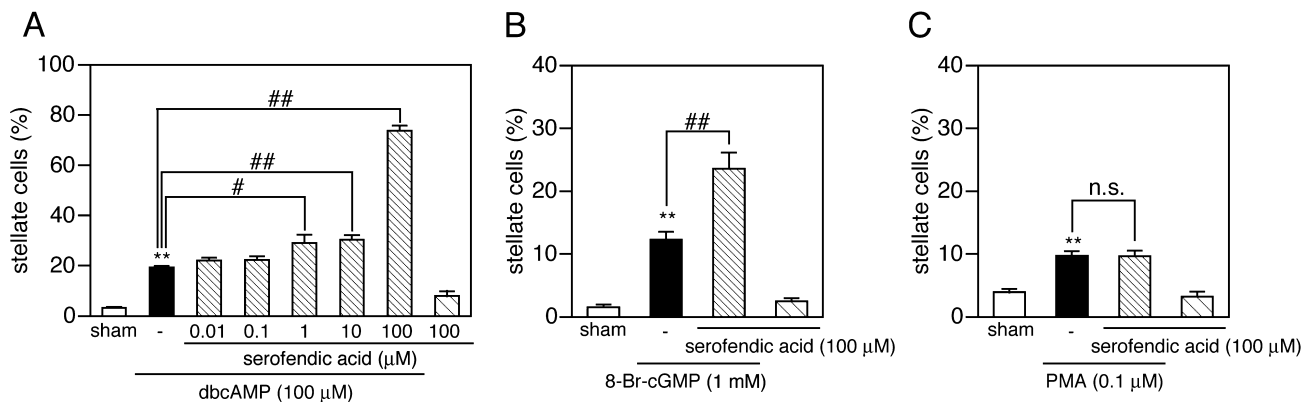 A
B
C
stellate cells (%)
100
80
60
40
20
0
##
##
#
**
sham
-
0.01
0.1
1
10
100
100
serofendic acid (μM)
dbcAMP (100 μM)
stellate cells (%)
40
30
20
10
0
##
**
sham
-
serofendic acid (100 μM)
8-Br-cGMP (1 mM)
stellate cells (%)
40
30
20
10
0
n.s.
**
sham
-
serofendic acid (100 μM)
PMA (0.1 μM)